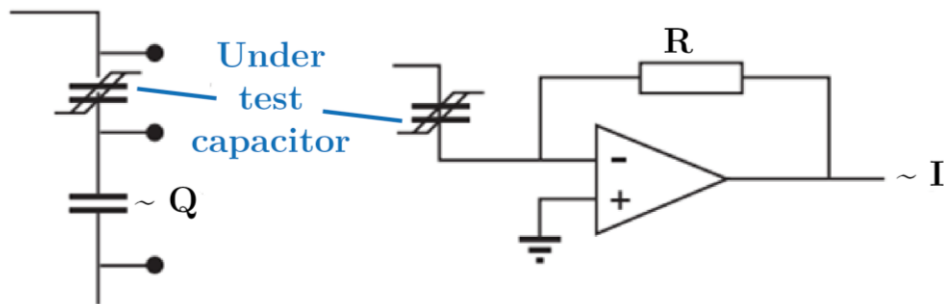 Under
test
capacitor
~ Q
R
-
+
~ I